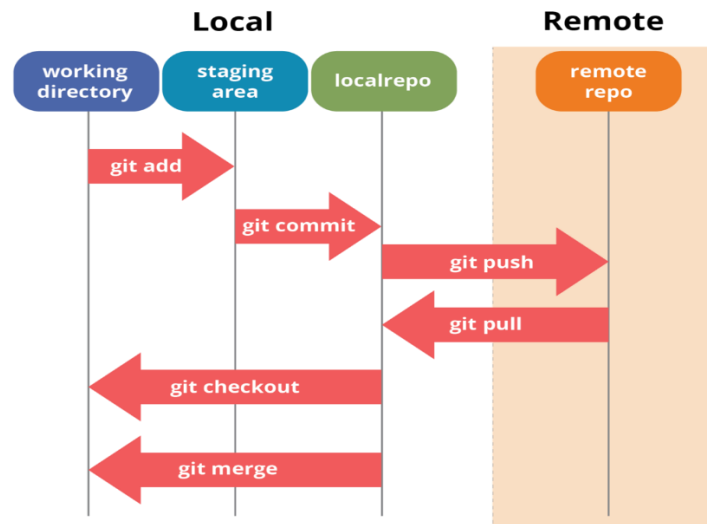 Local
Remote
working
directory
staging
area
localrepo
remote
repo
git add
git commit
git push
git pull
git checkout
git merge